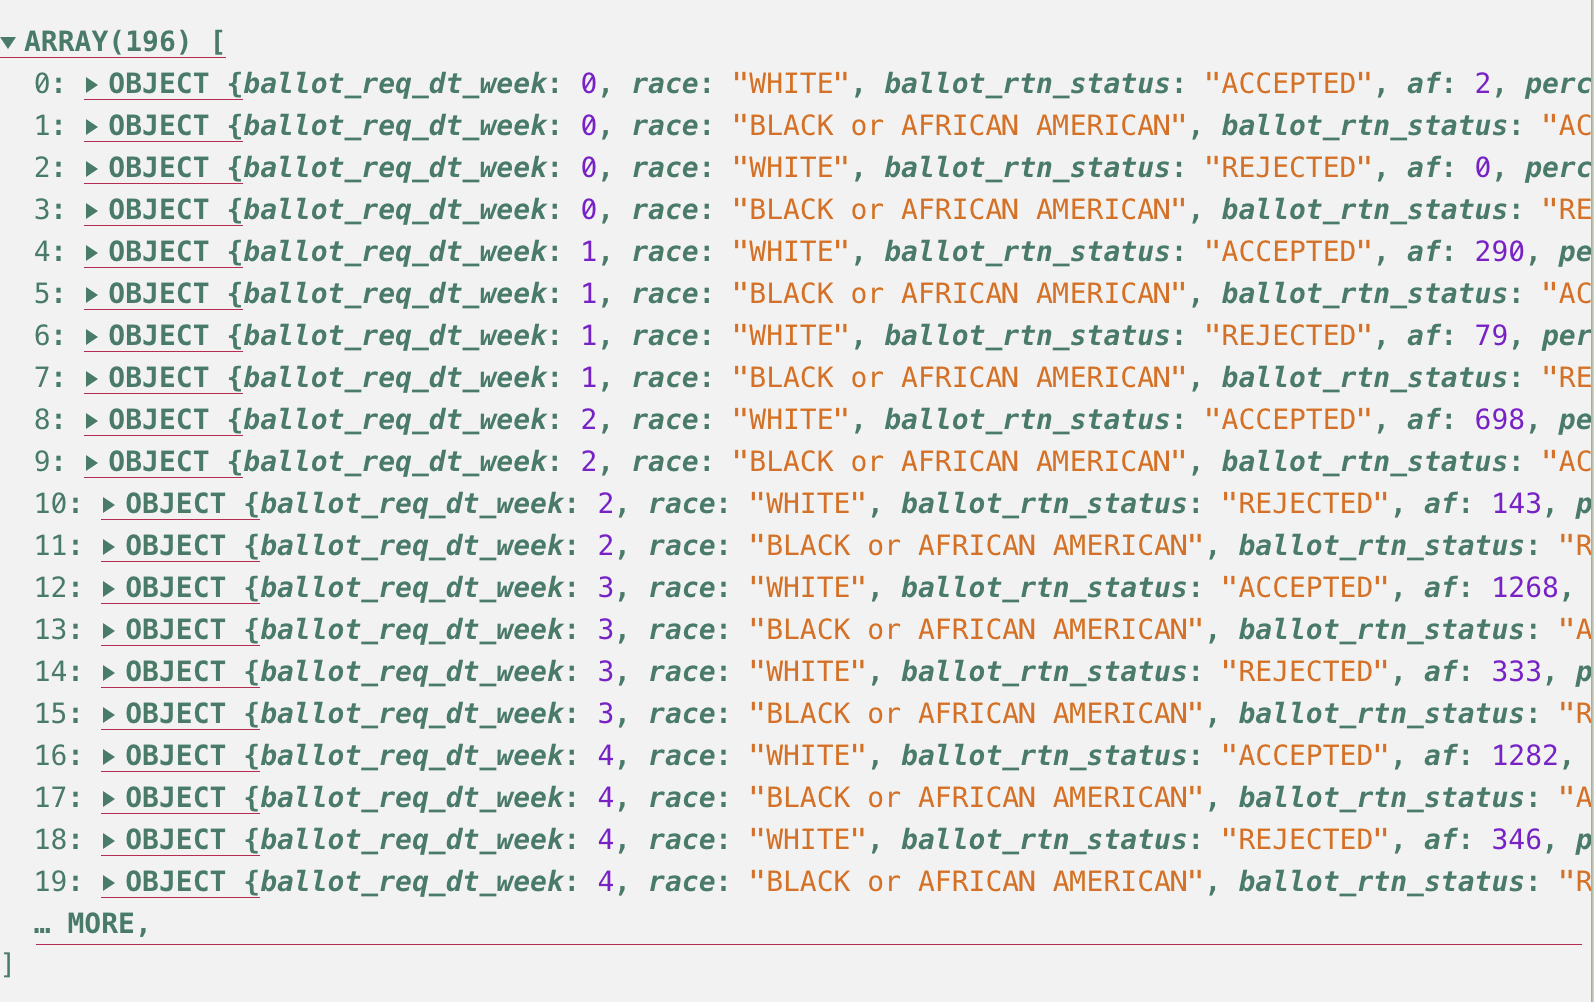 ▼ ARRAY(196) [
0: ▶ OBJECT {ballot_req_dt_week: 0, race: "WHITE", ballot_rtn_status: "ACCEPTED", af: 2, perc
1: ▶ OBJECT {ballot_req_dt_week: 0, race: "BLACK or AFRICAN AMERICAN", ballot_rtn_status: "AC
2: ▶ OBJECT {ballot_req_dt_week: 0, race: "WHITE", ballot_rtn_status: "REJECTED", af: 0, perc
3: ▶ OBJECT {ballot_req_dt_week: 0, race: "BLACK or AFRICAN AMERICAN", ballot_rtn_status: "RE
4: ▶ OBJECT {ballot_req_dt_week: 1, race: "WHITE", ballot_rtn_status: "ACCEPTED", af: 290, pe
5: ▶ OBJECT {ballot_req_dt_week: 1, race: "BLACK or AFRICAN AMERICAN", ballot_rtn_status: "AC
6: ▶ OBJECT {ballot_req_dt_week: 1, race: "WHITE", ballot_rtn_status: "REJECTED", af: 79, per
7: ▶ OBJECT {ballot_req_dt_week: 1, race: "BLACK or AFRICAN AMERICAN", ballot_rtn_status: "RE
8: ▶ OBJECT {ballot_req_dt_week: 2, race: "WHITE", ballot_rtn_status: "ACCEPTED", af: 698, pe
9: ▶ OBJECT {ballot_req_dt_week: 2, race: "BLACK or AFRICAN AMERICAN", ballot_rtn_status: "AC
10: ▶ OBJECT {ballot_req_dt_week: 2, race: "WHITE", ballot_rtn_status: "REJECTED", af: 143, p
11: ▶ OBJECT {ballot_req_dt_week: 2, race: "BLACK or AFRICAN AMERICAN", ballot_rtn_status: "R
12: ▶ OBJECT {ballot_req_dt_week: 3, race: "WHITE", ballot_rtn_status: "ACCEPTED", af: 1268,
13: ▶ OBJECT {ballot_req_dt_week: 3, race: "BLACK or AFRICAN AMERICAN", ballot_rtn_status: "A
14: ▶ OBJECT {ballot_req_dt_week: 3, race: "WHITE", ballot_rtn_status: "REJECTED", af: 333, p
15: ▶ OBJECT {ballot_req_dt_week: 3, race: "BLACK or AFRICAN AMERICAN", ballot_rtn_status: "R
16: ▶ OBJECT {ballot_req_dt_week: 4, race: "WHITE", ballot_rtn_status: "ACCEPTED", af: 1282,
17: ▶ OBJECT {ballot_req_dt_week: 4, race: "BLACK or AFRICAN AMERICAN", ballot_rtn_status: "A
18: ▶ OBJECT {ballot_req_dt_week: 4, race: "WHITE", ballot_rtn_status: "REJECTED", af: 346, p
19: ▶ OBJECT {ballot_req_dt_week: 4, race: "BLACK or AFRICAN AMERICAN", ballot_rtn_status: "R
… MORE,
]